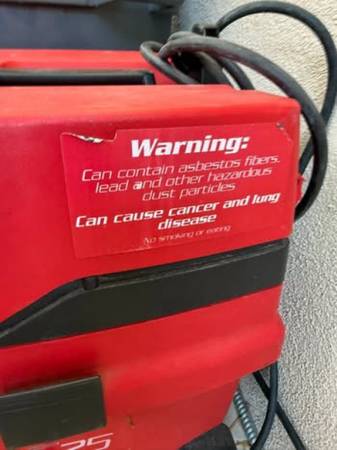 Warning:
Can contain asbestos fibers,
lead and other hazardous
dust particles
Can cause cancer and lung
disease
No smoking or eating
25